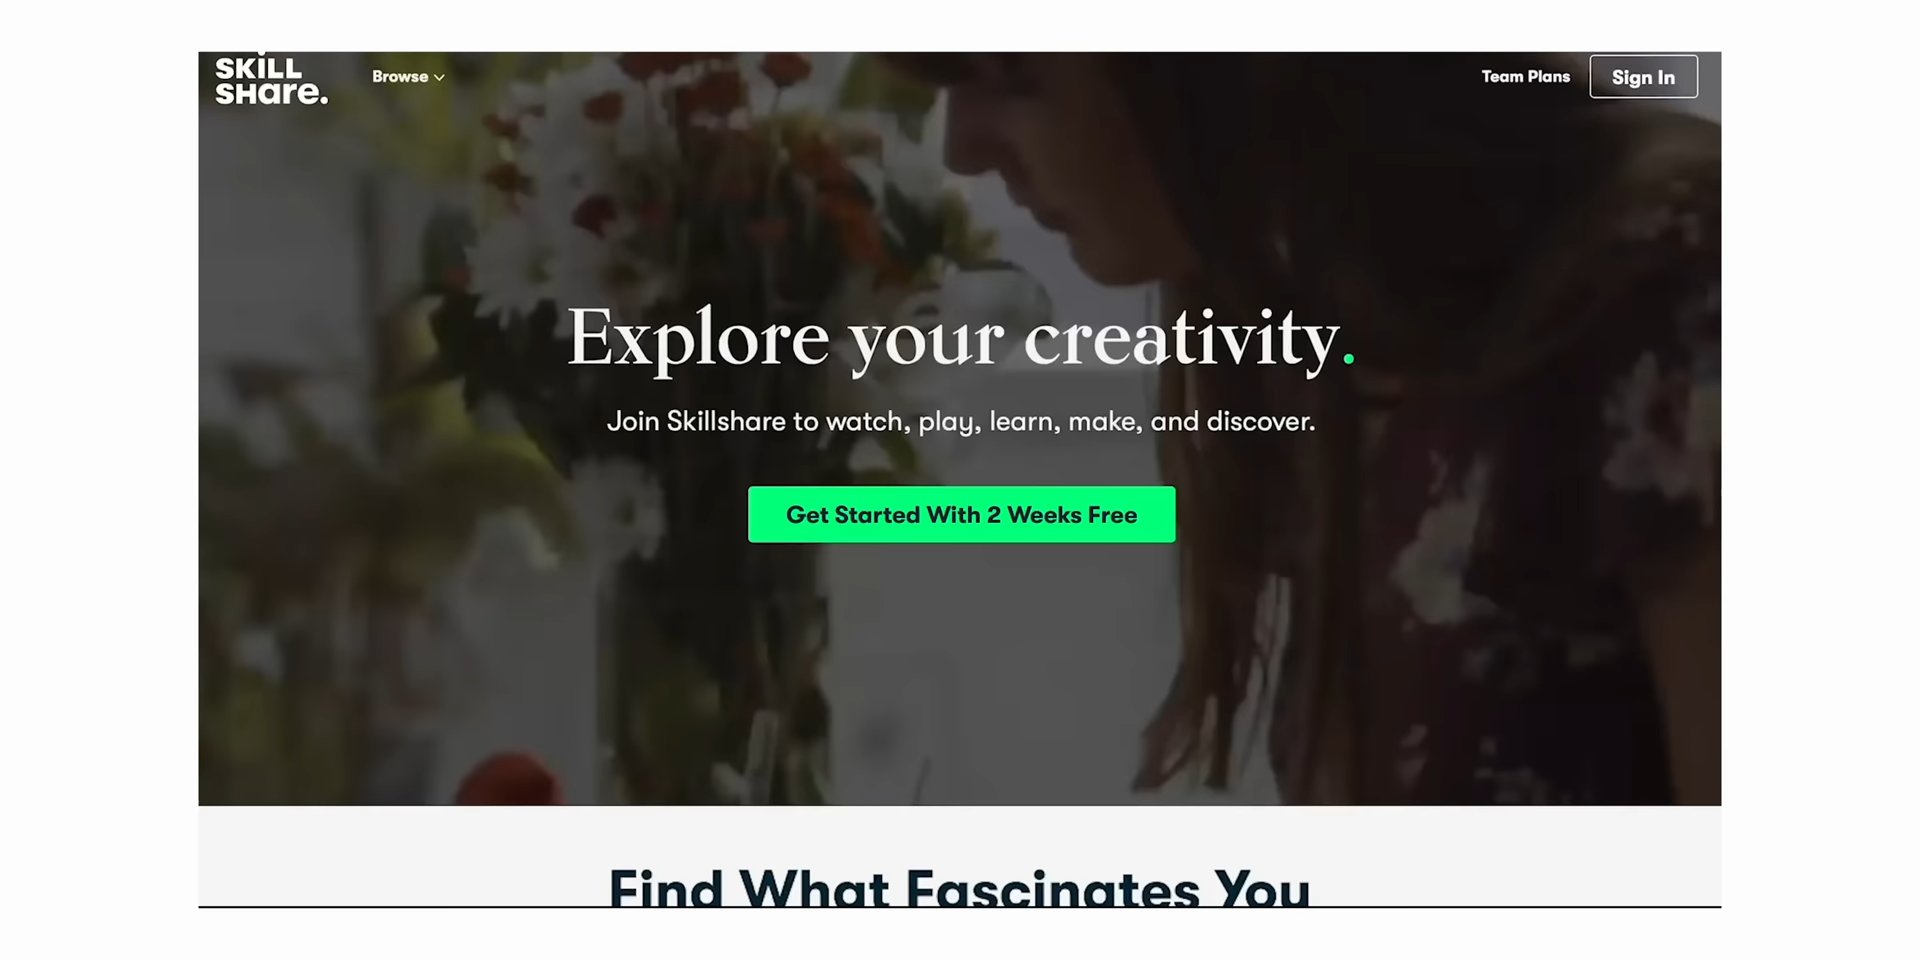 SKiLL
SHare.
Browse
Team Plans
Sign In
Explore your creativity.
Join Skillshare to watch, play, learn, make, and discover.
Get Started With 2 Weeks Free
Find What Fascinates You